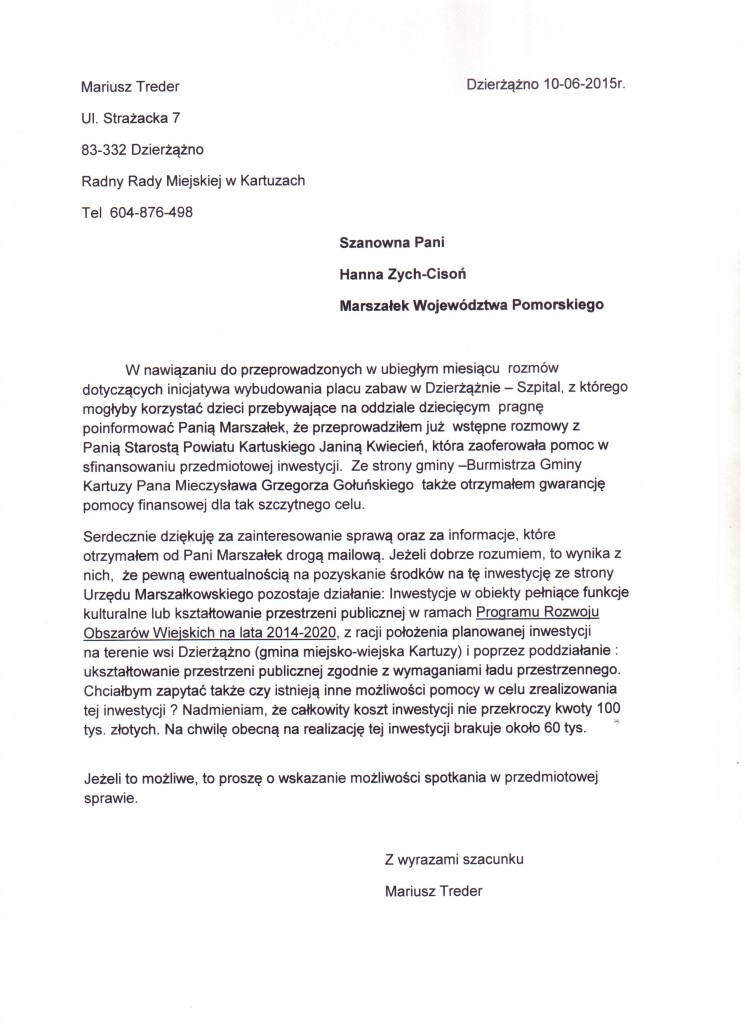 Mariusz Treder
Dzierżążno 10-06-2015r.
Ul. Strażacka 7
83-332 Dzierżążno
Radny Rady Miejskiej w Kartuzach
Tel 604-876-498
Szanowna Pani
Hanna Zych-Cisoń
Marszałek Województwa Pomorskiego
W nawiązaniu do przeprowadzonych w ubiegłym miesiącu rozmów
dotyczących inicjatywa wybudowania placu zabaw w Dzierżążnie – Szpital, z którego
mogłyby korzystać dzieci przebywające na oddziale dziecięcym pragnę
poinformować Panią Marszałek, że przeprowadziłem już wstępne rozmowy z
Panią Starostą Powiatu Kartuskiego Janiną Kwiecień, która zaoferowała pomoc w
sfinansowaniu przedmiotowej inwestycji. Ze strony gminy –Burmistrza Gminy
Kartuzy Pana Mieczysława Grzegorza Gołuńskiego także otrzymałem gwarancję
pomocy finansowej dla tak szczytnego celu.
Serdecznie dziękuję za zainteresowanie sprawą oraz za informacje, które
otrzymałem od Pani Marszałek drogą mailową. Jeżeli dobrze rozumiem, to wynika z
nich, że pewną ewentualnością na pozyskanie środków na tę inwestycję ze strony
Urzędu Marszałkowskiego pozostaje działanie: Inwestycje w obiekty pełniące funkcje
kulturalne lub kształtowanie przestrzeni publicznej w ramach Programu Rozwoju
Obszarów Wiejskich na lata 2014-2020, z racji położenia planowanej inwestycji
na terenie wsi Dzierżążno (gmina miejsko-wiejska Kartuzy) i poprzez poddziałanie :
ukształtowanie przestrzeni publicznej zgodnie z wymaganiami ładu przestrzennego.
Chciałbym zapytać także czy istnieją inne możliwości pomocy w celu zrealizowania
tej inwestycji ? Nadmieniam, że całkowity koszt inwestycji nie przekroczy kwoty 100
tys. złotych. Na chwilę obecną na realizację tej inwestycji brakuje około 60 tys.
Jeżeli to możliwe, to proszę o wskazanie możliwości spotkania w przedmiotowej
sprawie.
Z wyrazami szacunku
Mariusz Treder